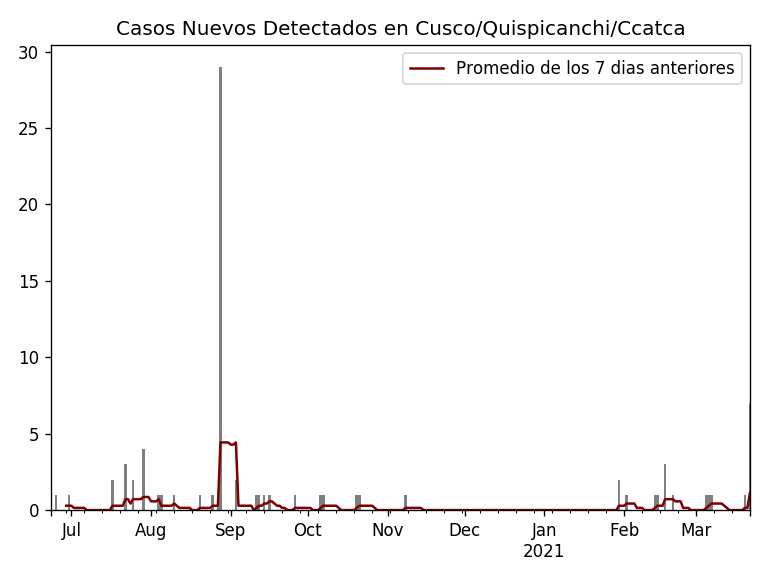 Casos Nuevos Detectados en Cusco/Quispicanchi/Ccatca
Promedio de los 7 dias anteriores
30
25
20
15
10
5
0
Jul Aug Sep Oct Nov Dec Jan Feb Mar
2021